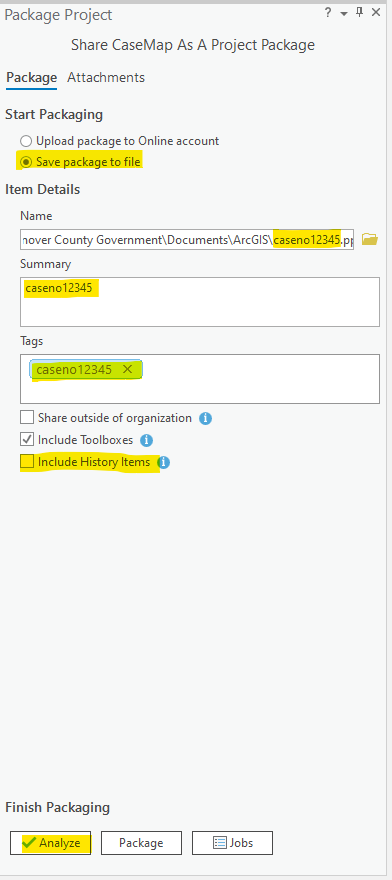 Package Project
Share CaseMap As A Project Package
Package Attachments
Start Packaging
Upload package to Online account
Save package to file
Item Details
Name
nover County Government\Documents\ArcGIS\caseno12345.pp
Summary
caseno12345
Tags
caseno12345
Share outside of organization
Include Toolboxes
Include History Items
Finish Packaging
Analyze Package Jobs